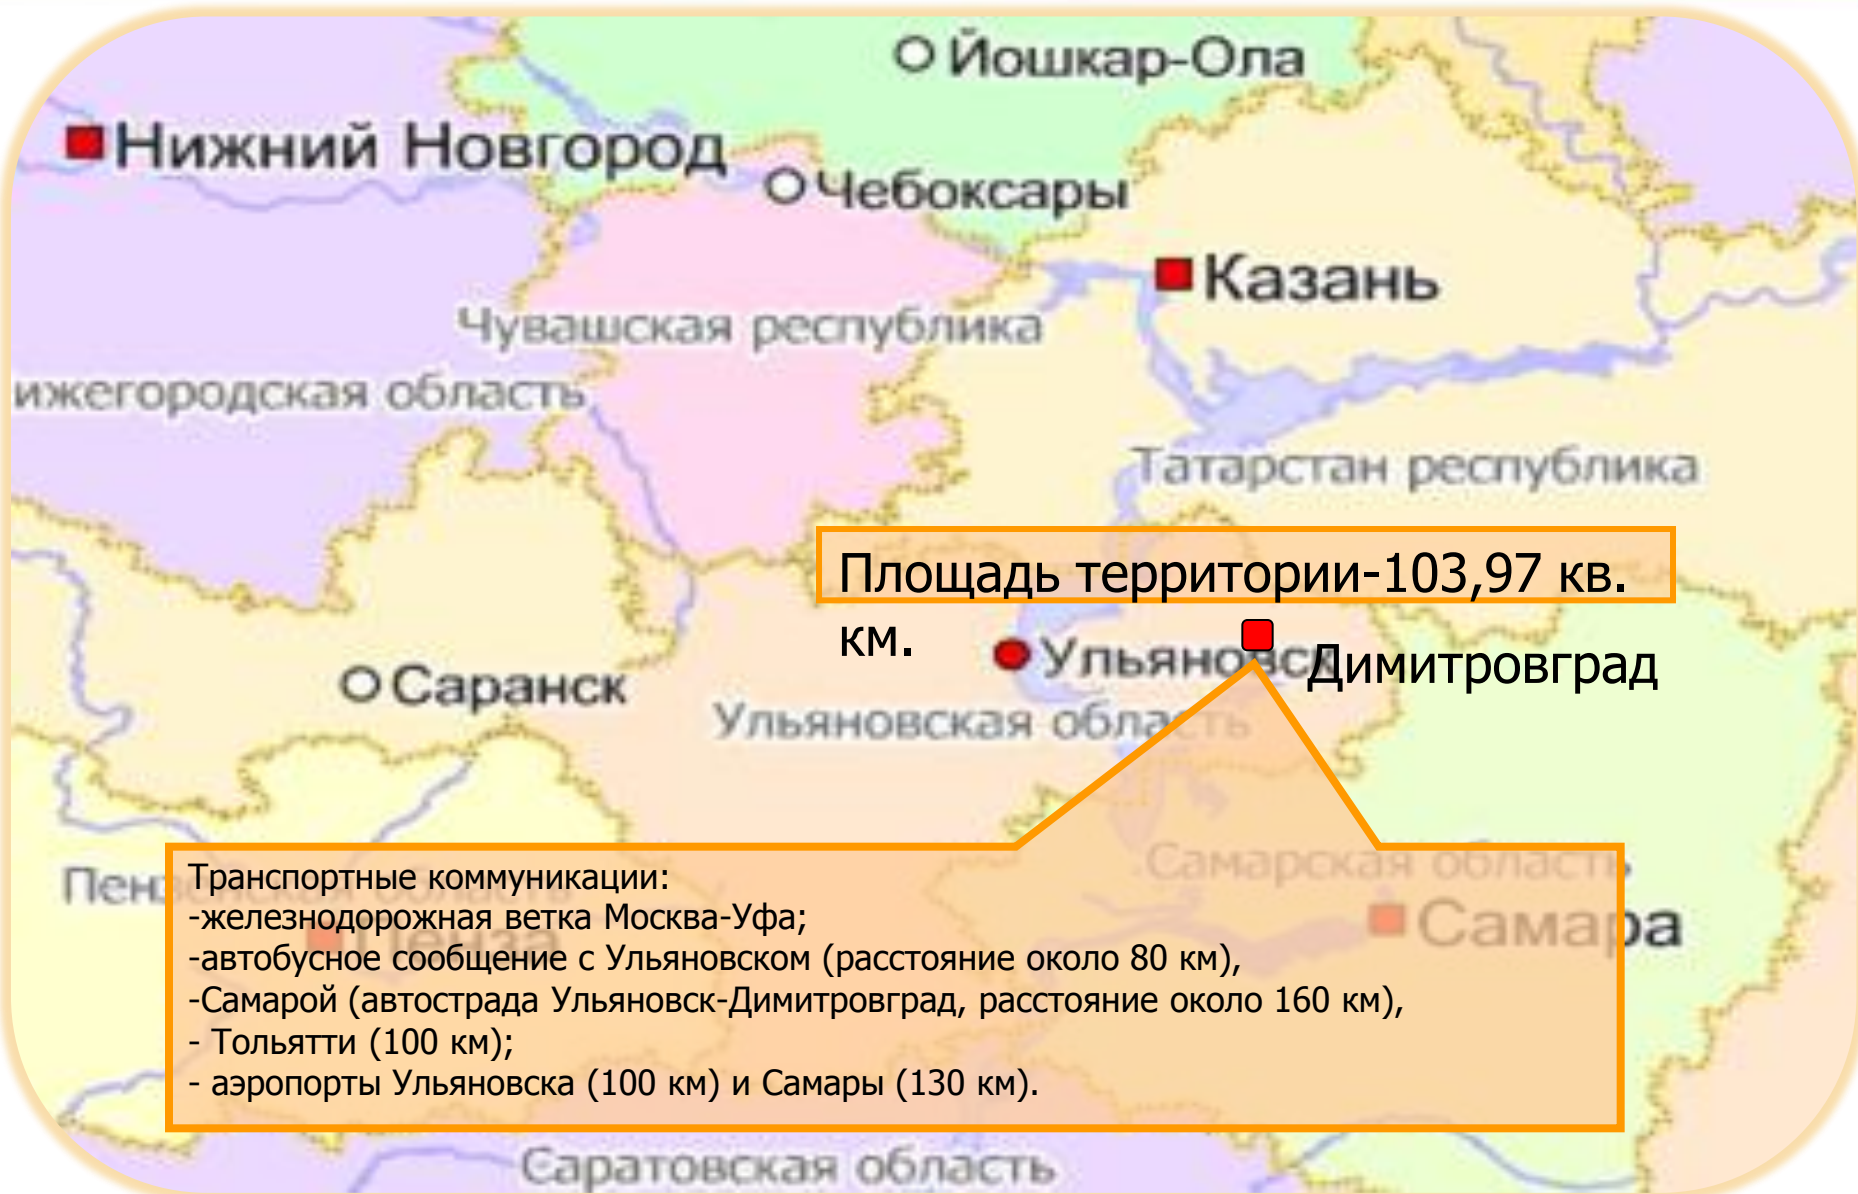 Йошкар-Ола
Нижний Новгород
Чебоксары
Казань
Чувашская республика
ижегородская область
Татарстан республика
Площадь территории-103,97 кв.
км.
Ульяновск
Димитровград
Саранск
Ульяновская область
Самарская область
Пензенская область
Транспортные коммуникации:
-железнодорожная ветка Москва-Уфа;
Самара
Пенза
-автобусное сообщение с Ульяновском (расстояние около 80 км),
-Самарой (автострада Ульяновск-Димитровград, расстояние около 160 км),
- Тольятти (100 км);
- аэропорты Ульяновска (100 км) и Самары (130 км).
Саратовская область